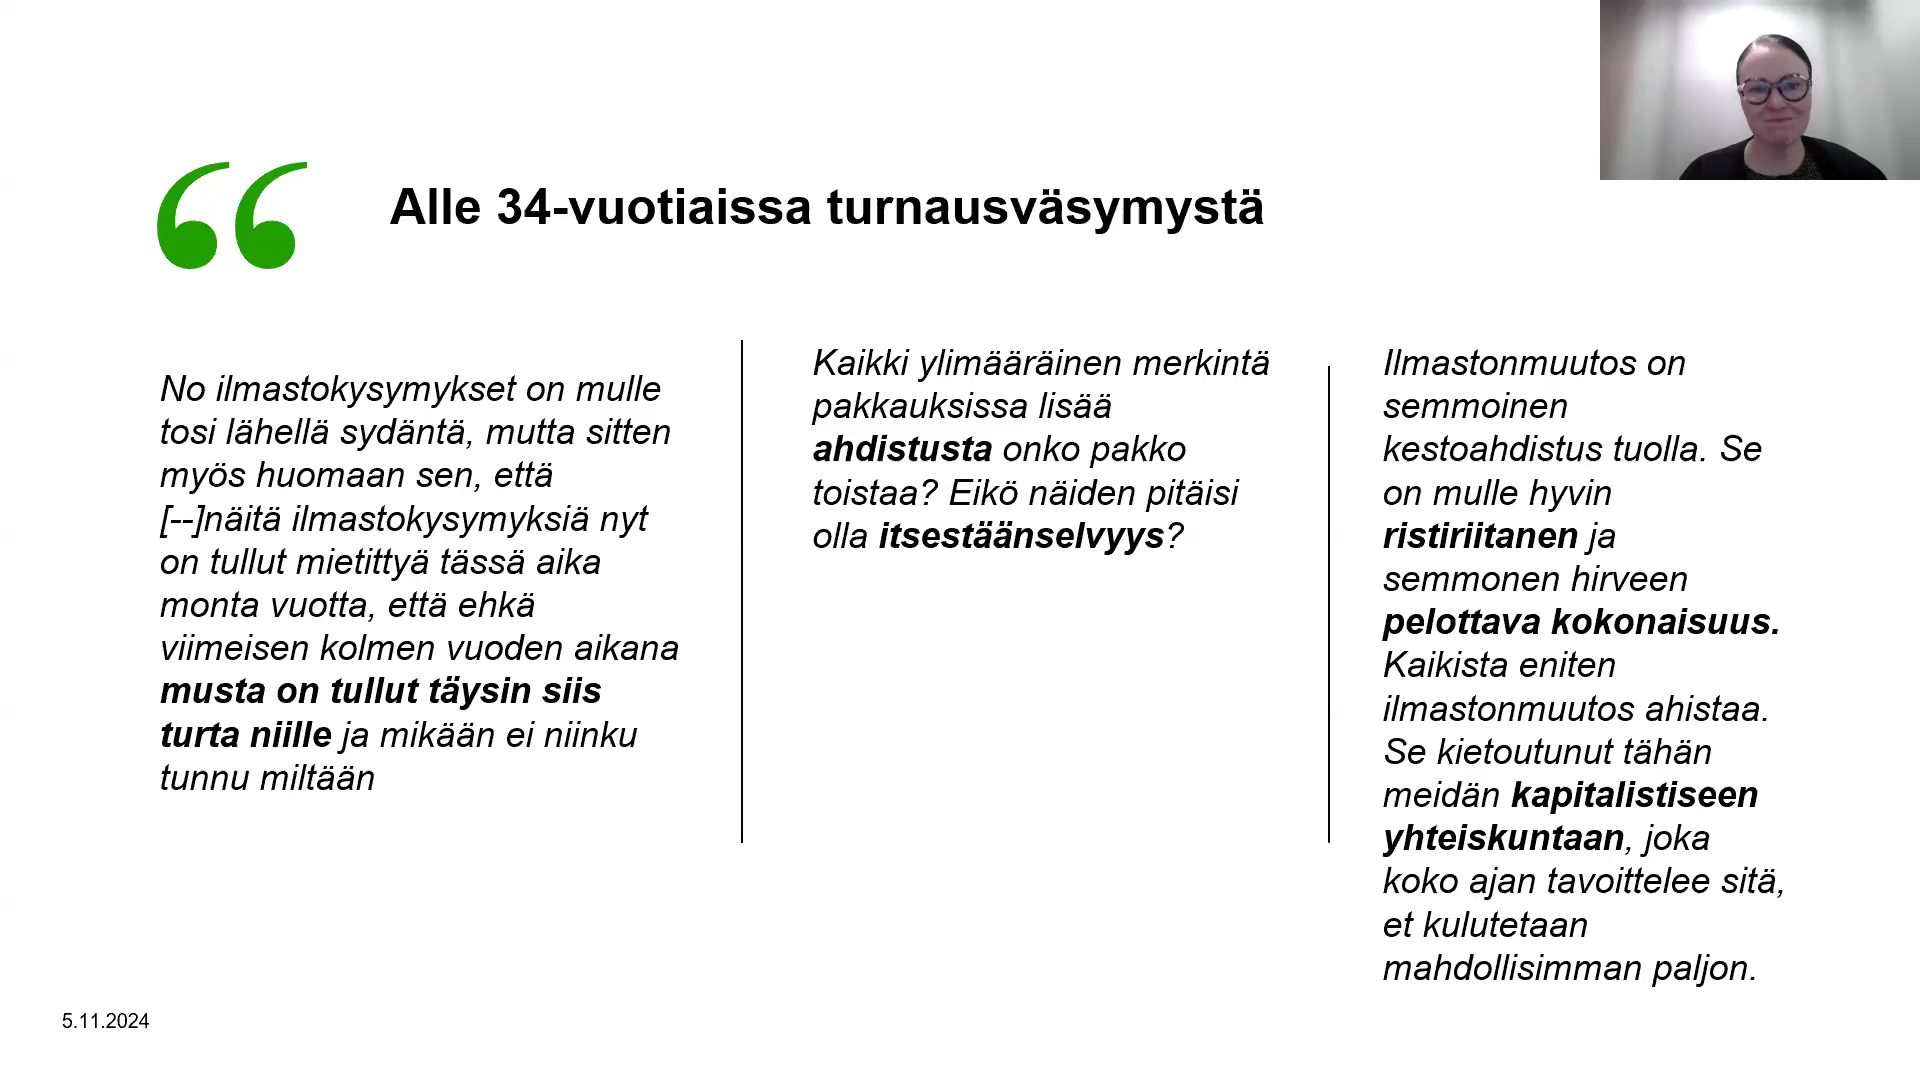 Alle 34-vuotiaissa turnausväsymystä
No ilmastokysymykset on mulle
tosi lähellä sydäntä, mutta sitten
myös huomaan sen, että
[--]näitä ilmastokysymyksiä nyt
on tullut mietittyä tässä aika
monta vuotta, että ehkä
viimeisen kolmen vuoden aikana
musta on tullut täysin siis
turta niille ja mikään ei niinku
tunnu miltään
Kaikki ylimääräinen merkintä
pakkauksissa lisää
ahdistusta onko pakko
toistaa? Eikö näiden pitäisi
olla itsestäänselvyys?
Ilmastonmuutos on
semmoinen
kestoahdistus tuolla. Se
on mulle hyvin
ristiriitanen ja
semmonen hirveen
pelottava kokonaisuus.
Kaikista eniten
ilmastonmuutos ahistaa.
Se kietoutunut tähän
meidän kapitalistiseen
yhteiskuntaan, joka
koko ajan tavoittelee sitä,
et kulutetaan
mahdollisimman paljon.
5.11.2024